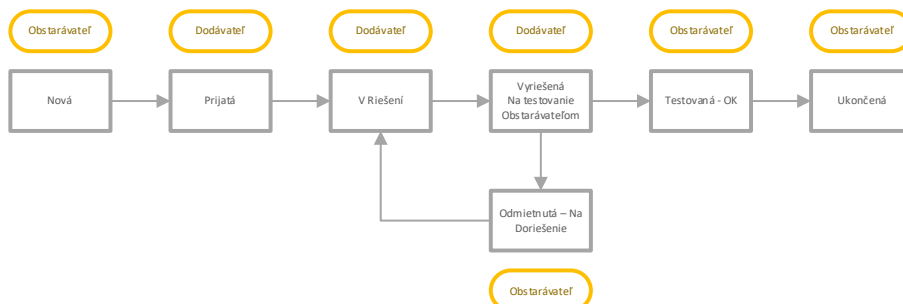 Obstarávateľ
Dodávateľ
Dodávateľ
Dodávateľ
Obstarávateľ
Obstarávateľ
Nová
Prijatá
V Riešení
Vyriešená
Na testovanie
Obstarávateľom
Testovaná - OK
Ukončená
Odmietnutá – Na
Doriešenie
Obstarávateľ